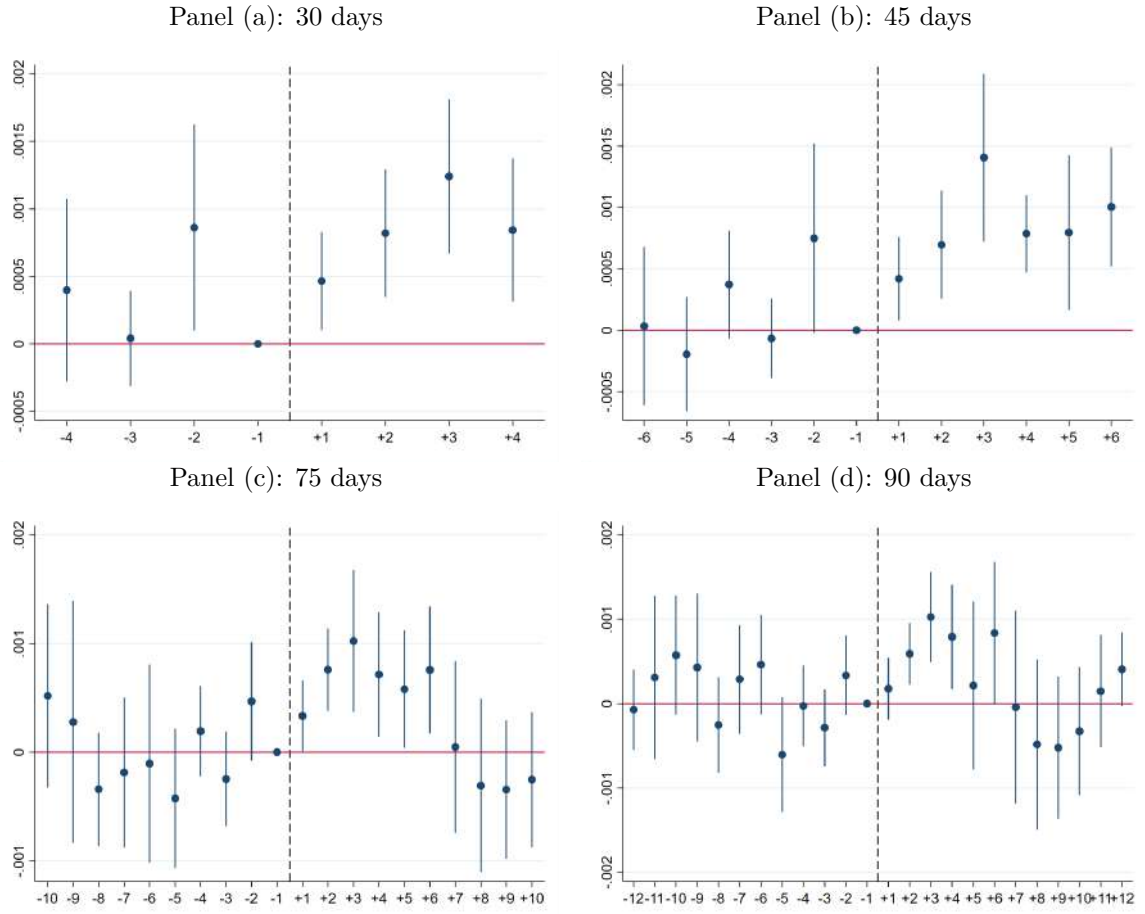 Panel (a): 30 days
Panel (b): 45 days
.002
.0015
.001
.0005
0
-.0005
-4 -3 -2 -1 +1 +2 +3 +4
.002
.0015
.001
.0005
0
-.0005
-6 -5 -4 -3 -2 -1 +1 +2 +3 +4 +5 +6
Panel (c): 75 days
Panel (d): 90 days
.002
.001
0
-.001
-10 -9 -8 -7 -6 -5 -4 -3 -2 -1 +1 +2 +3 +4 +5 +6 +7 +8 +9 +10
.002
.001
0
-.001
-.002
-12 -11 -10 -9 -8 -7 -6 -5 -4 -3 -2 -1 +1 +2 +3 +4 +5 +6 +7 +8 +9 +10 +11 +12